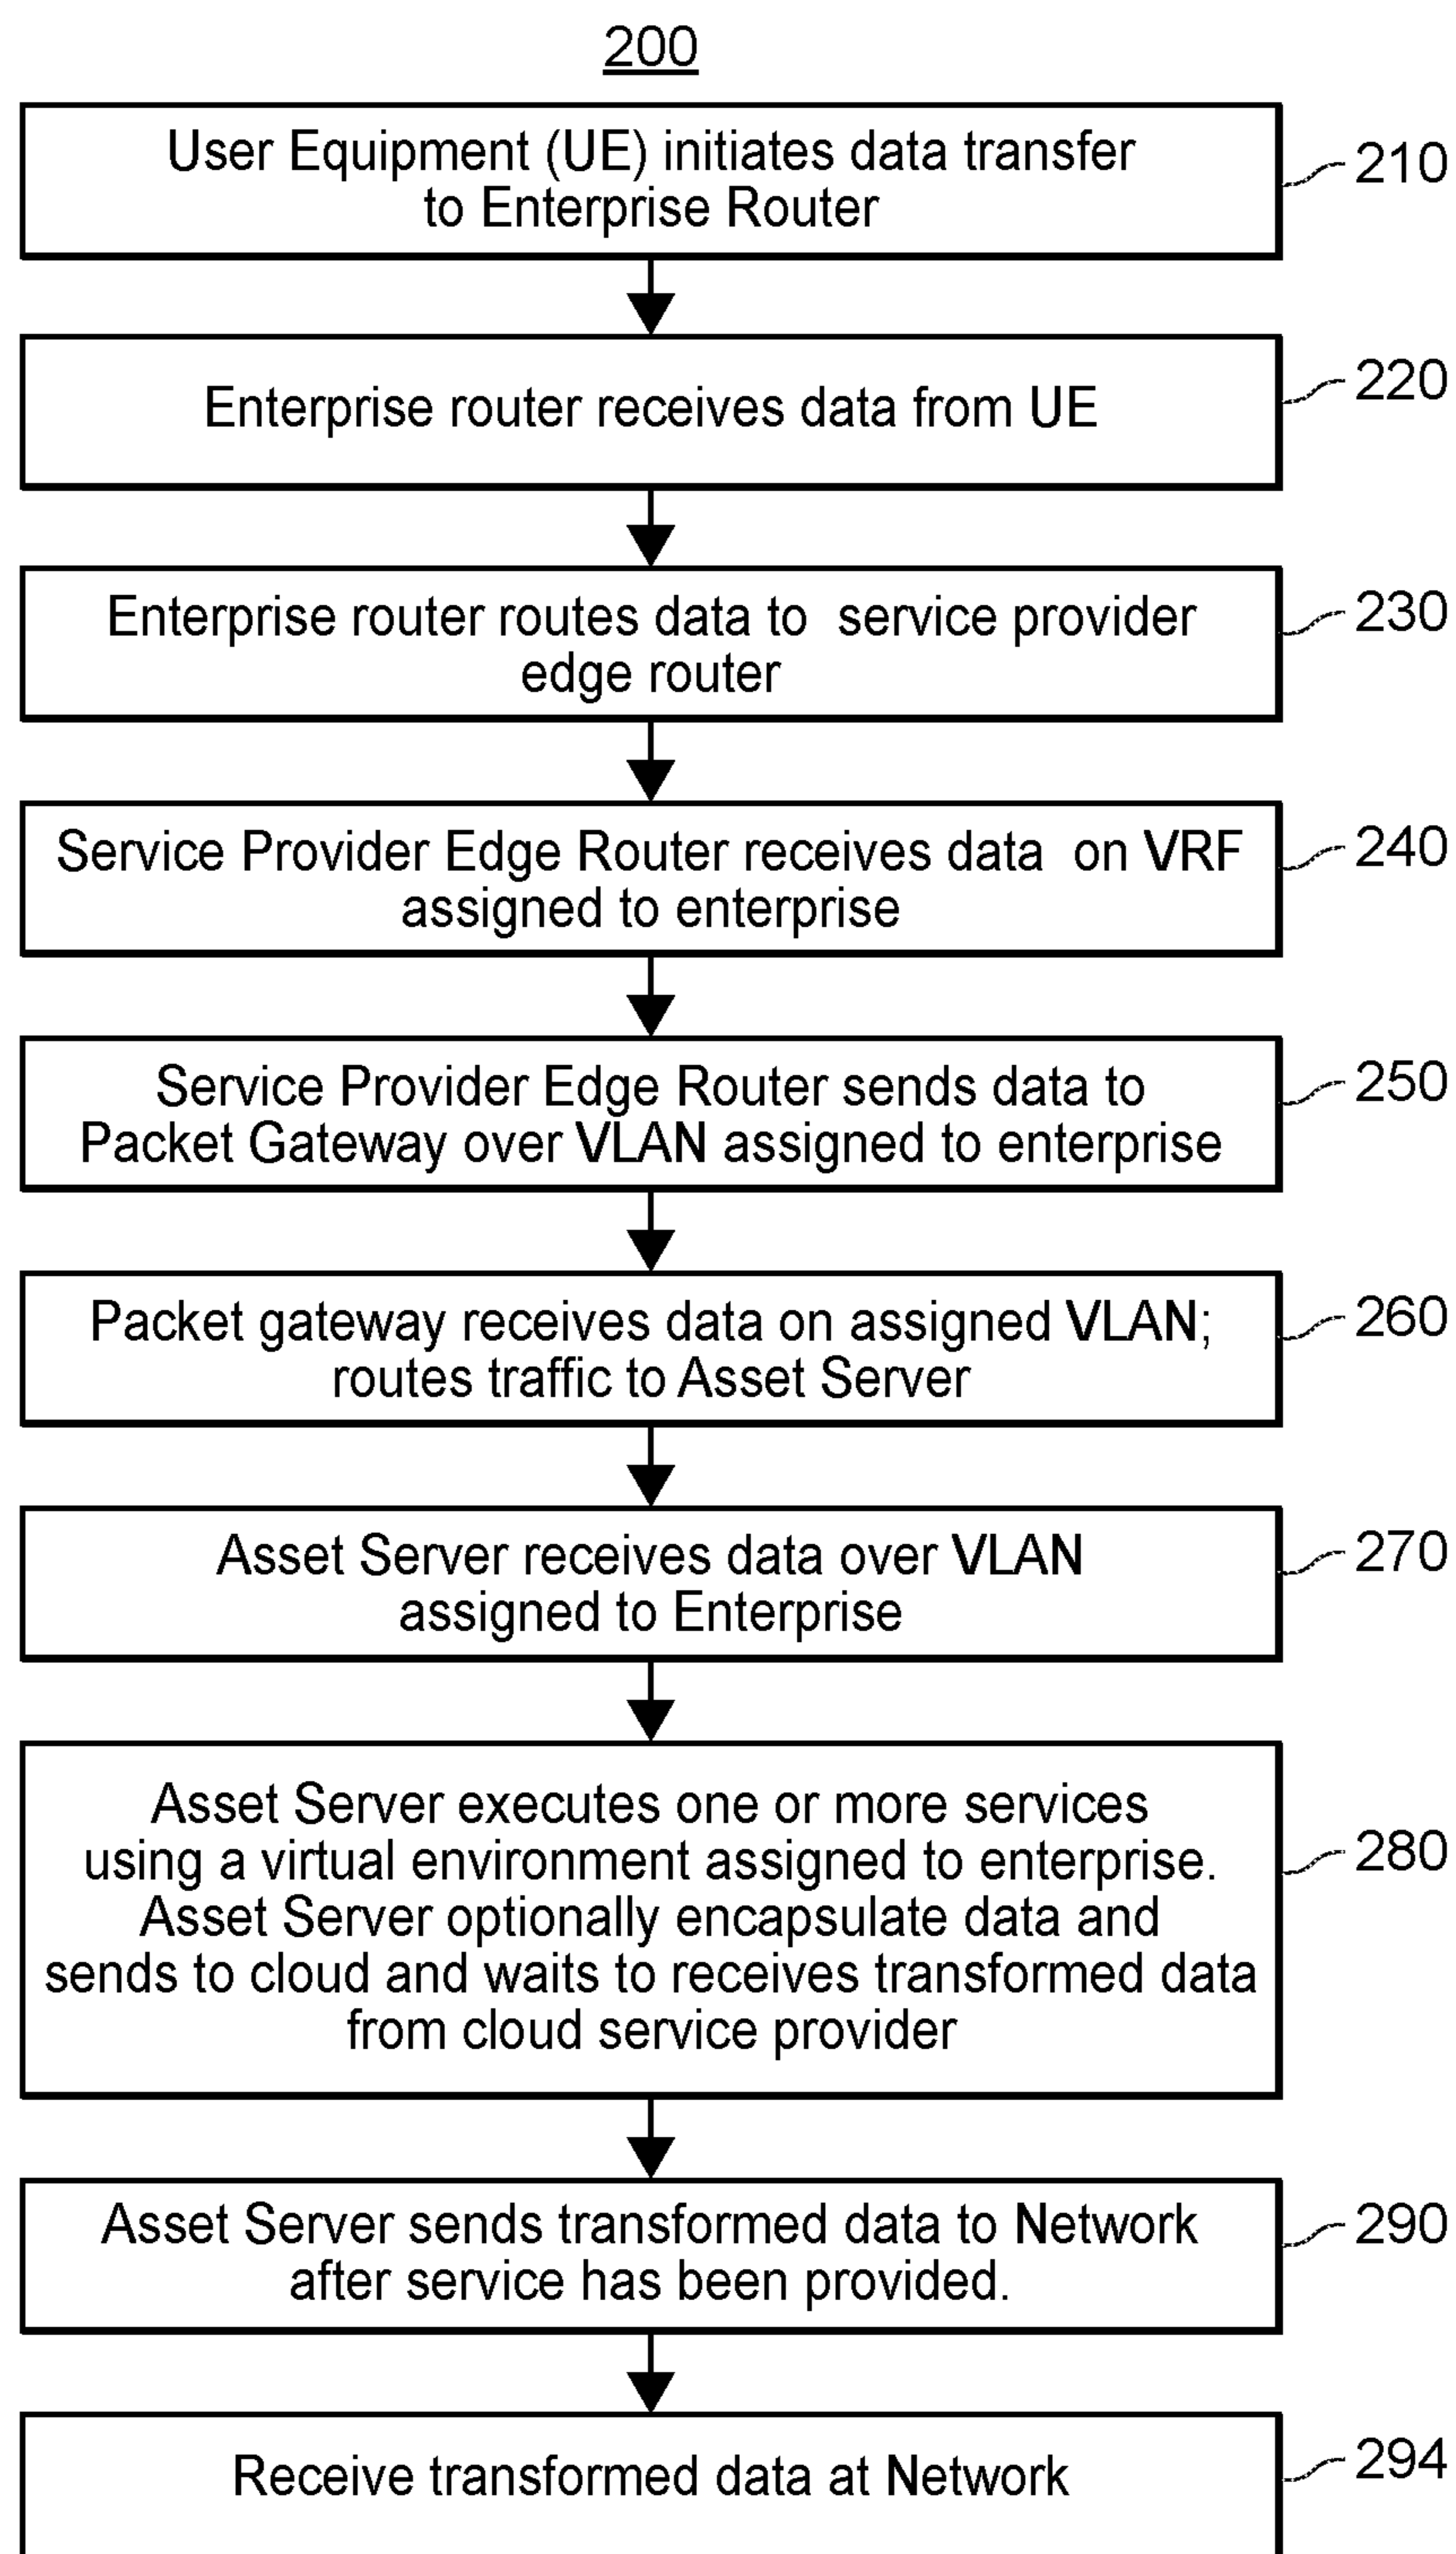 200
User Equipment (UE) initiates data transfer
to Enterprise Router
210
Enterprise router receives data from UE
220
Enterprise router routes data to service provider
edge router
230
Service Provider Edge Router receives data on VRF
assigned to enterprise
240
Service Provider Edge Router sends data to
Packet Gateway over VLAN assigned to enterprise
250
Packet gateway receives data on assigned VLAN;
routes traffic to Asset Server
260
Asset Server receives data over VLAN
assigned to Enterprise
270
Asset Server executes one or more services
using a virtual environment assigned to enterprise.
Asset Server optionally encapsulate data and
sends to cloud and waits to receives transformed data
from cloud service provider
280
Asset Server sends transformed data to Network
after service has been provided.
290
Receive transformed data at Network
294